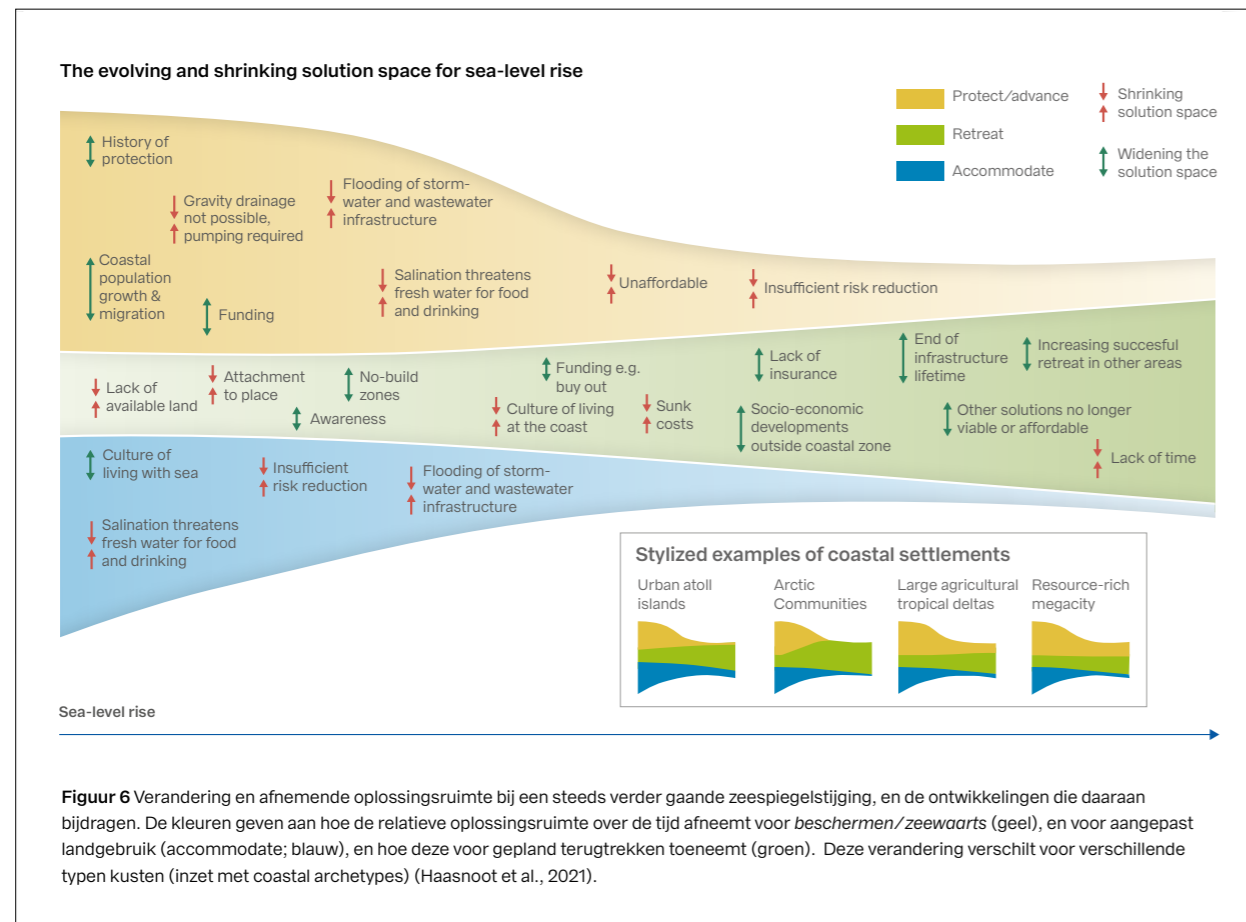 The evolving and shrinking solution space for sea-level rise
Protect/advance
Retreat
Accommodate
Shrinking
solution space
Widening the
solution space
History of
protection
Gravity drainage
not possible,
pumping required
Flooding of storm-
water and wastewater
infrastructure
Coastal
population
growth &
migration
Funding
Salination threatens
fresh water for food
and drinking
Unaffordable
Insufficient risk reduction
Lack of
available land
Attachment
to place
No-build
zones
Awareness
Funding e.g.
buy out
Culture of living
at the coast
Sunk
costs
Lack of
insurance
Socio-economic
developments
outside coastal zone
End of
infrastructure
lifetime
Increasing succesful
retreat in other areas
Other solutions no longer
viable or affordable
Lack of time
Culture of
living with sea
Insufficient
risk reduction
Flooding of storm-
water and wastewater
infrastructure
Salination threatens
fresh water for food
and drinking
Stylized examples of coastal settlements
Urban atoll
islands
Arctic
Communities
Large agricultural
tropical deltas
Resource-rich
megacity
Sea-level rise
Figuur 6 Verandering en afnemende oplossingsruimte bij een steeds verder gaande zeespiegelstijging, en de ontwikkelingen die daaraan
bijdragen. De kleuren geven aan hoe de relatieve oplossingsruimte over de tijd afneemt voor beschermen/zeewaarts (geel), en voor aangepast
landgebruik (accommodate; blauw), en hoe deze voor gepland terugtrekken toeneemt (groen). Deze verandering verschilt voor verschillende
typen kusten (inzet met coastal archetypes) (Haasnoot et al., 2021).